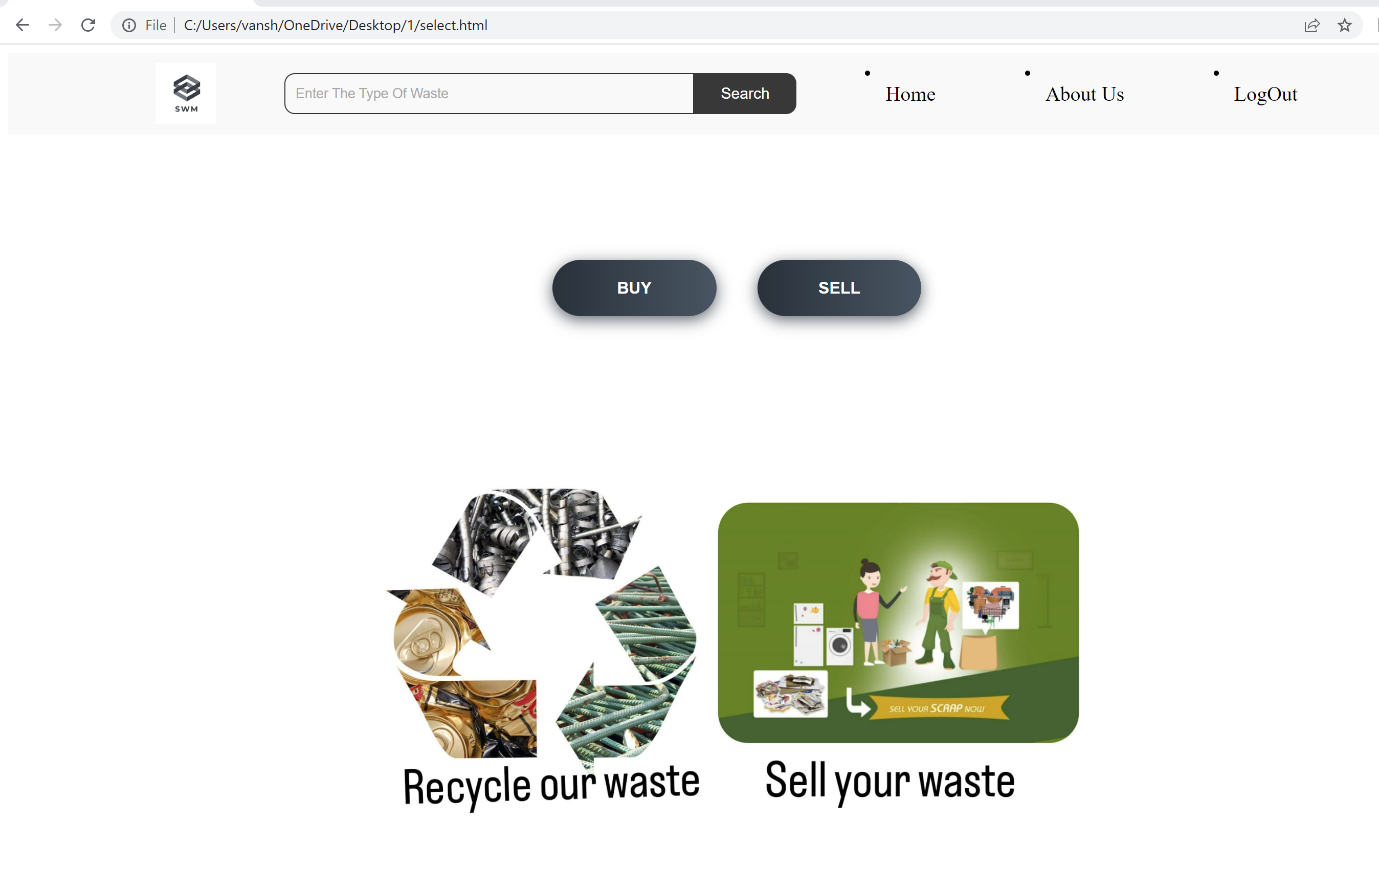 File
C:/Users/vansh/OneDrive/Desktop/1/select.html
SWM
Enter The Type Of Waste
Search
Home
About Us
LogOut
BUY
SELL
SELL YOUR SCRAP NOW
Recycle our waste
Sell your waste